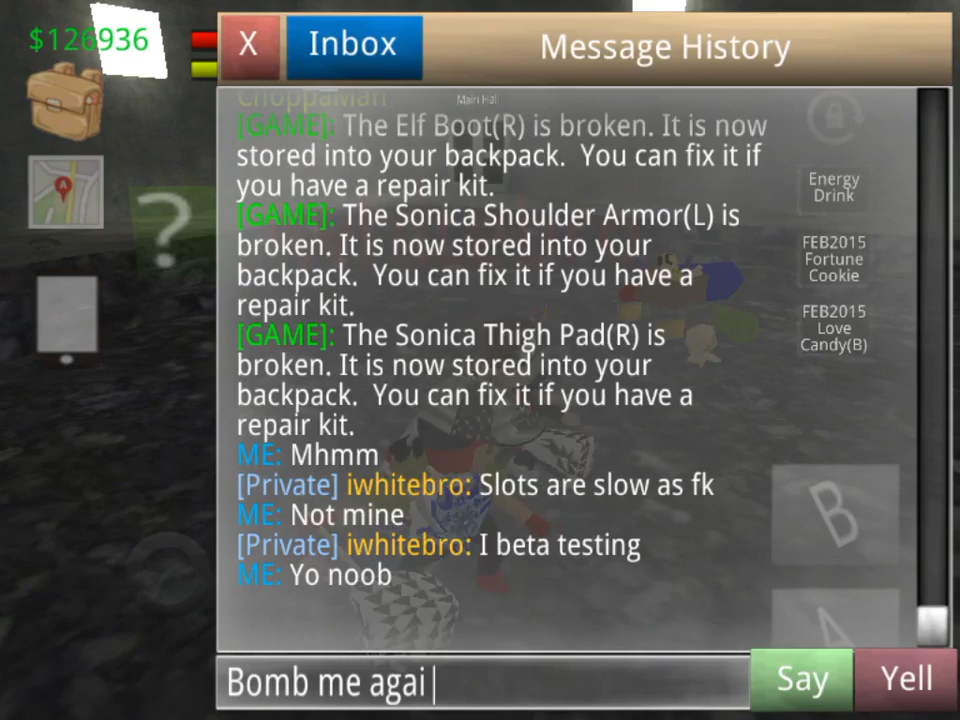 $126936
X
Inbox
Message History
ChoppaMan
Main Hall
[GAME]: The Elf Boot(R) is broken. It is now
stored into your backpack.  You can fix it if
you have a repair kit.
[GAME]: The Sonica Shoulder Armor(L) is
broken. It is now stored into your
backpack.  You can fix it if you have a
repair kit.
[GAME]: The Sonica Thigh Pad(R) is
broken. It is now stored into your
backpack.  You can fix it if you have a
repair kit.
ME: Mhmm
[Private] iwhitebro: Slots are slow as fk
ME: Not mine
[Private] iwhitebro: I beta testing
ME: Yo noob
A
?
Energy
Drink
FEB2015
Fortune
Cookie
FEB2015
Love
Candy(B)
B
A
Bomb me agai
Say
Yell